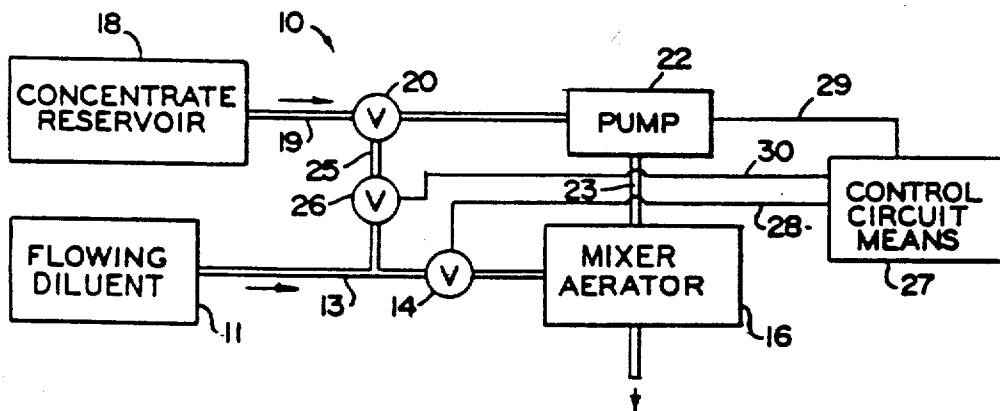 10
18
CONCENTRATE
RESERVOIR
19
20
V
22
PUMP
29
25
26
V
23
30
28
CONTROL
CIRCUIT
MEANS
27
FLOWING
DILUENT
11
13
V
14
MIXER
AERATOR
16